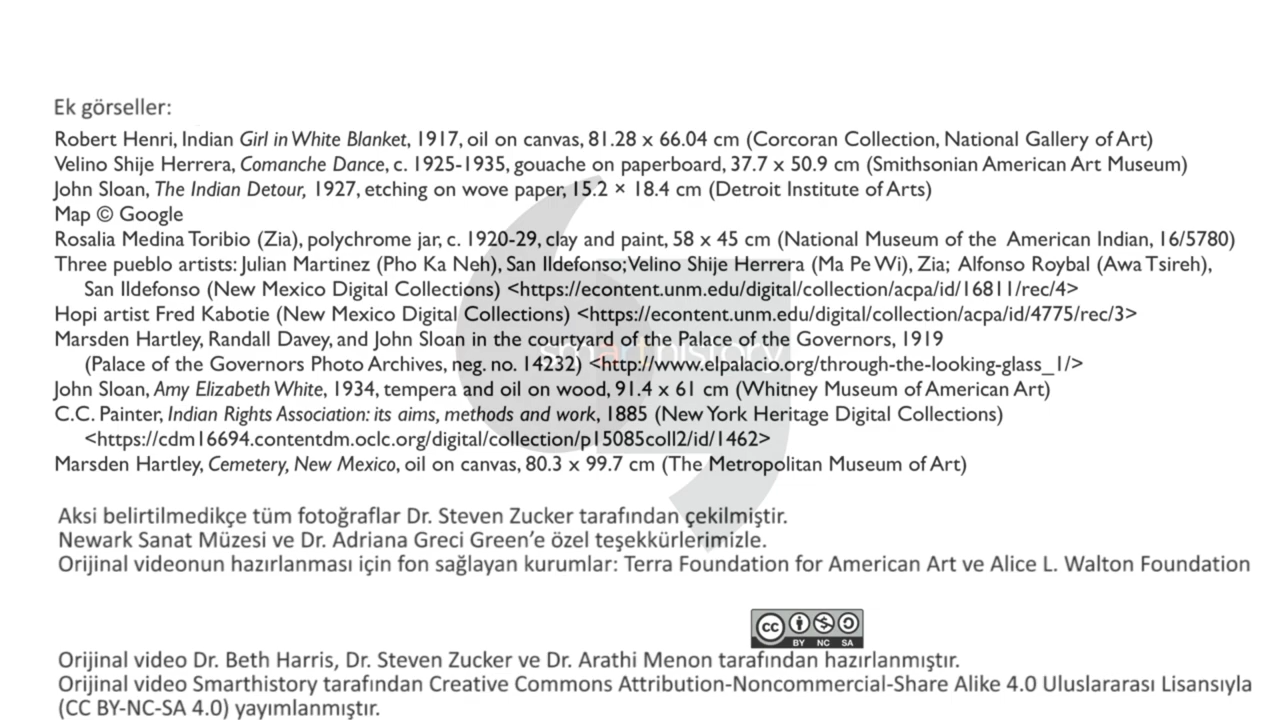 Ek görseller:
Robert Henri, Indian Girl in White Blanket, 1917, oil on canvas, 81.28 x 66.04 cm (Corcoran Collection, National Gallery of Art)
Velino Shije Herrera, Comanche Dance, c. 1925-1935, gouache on paperboard, 37.7 x 50.9 cm (Smithsonian American Art Museum)
John Sloan, The Indian Detour, 1927, etching on wove paper, 15.2 × 18.4 cm (Detroit Institute of Arts)
Map © Google
Rosalia Medina Toribio (Zia), polychrome jar, c. 1920-29, clay and paint, 58 x 45 cm (National Museum of the American Indian, 16/5780)
Three pueblo artists: Julian Martinez (Pho Ka Neh), San Ildefonso; Velino Shije Herrera (Ma Pe Wi), Zia; Alfonso Roybal (Awa Tsireh),
San Ildefonso (New Mexico Digital Collections) <https://econtent.unm.edu/digital/collection/acpa/id/16811/rec/4>
Hopi artist Fred Kabotie (New Mexico Digital Collections) <https://econtent.unm.edu/digital/collection/acpa/id/4775/rec/3>
Marsden Hartley, Randall Davey, and John Sloan in the courtyard of the Palace of the Governors, 1919
smarthistory
(Palace of the Governors Photo Archives, neg. no. 14232) <http://www.elpalacio.org/through-the-looking-glass_1/>
John Sloan, Amy Elizabeth White, 1934, tempera and oil on wood, 91.4 x 61 cm (Whitney Museum of American Art)
C.C. Painter, Indian Rights Association: its aims, methods and work, 1885 (New York Heritage Digital Collections)
<https://cdm16694.contentdm.oclc.org/digital/collection/p15085coll2/id/1462>
Marsden Hartley, Cemetery, New Mexico, oil on canvas, 80.3 x 99.7 cm (The Metropolitan Museum of Art)
Aksi belirtilmedikçe tüm fotoğraflar Dr. Steven Zucker tarafından çekilmiştir.
Newark Sanat Müzesi ve Dr. Adriana Greci Green’e özel teşekkürlerimizle.
Orijinal videonun hazırlanması için fon sağlayan kurumlar: Terra Foundation for American Art ve Alice L. Walton Foundation
cc BY NC SA
Orijinal video Dr. Beth Harris, Dr. Steven Zucker ve Dr. Arathi Menon tarafından hazırlanmıştır.
Orijinal video Smarthistory tarafından Creative Commons Attribution-Noncommercial-Share Alike 4.0 Uluslararası Lisansıyla
(CC BY-NC-SA 4.0) yayımlanmıştır.